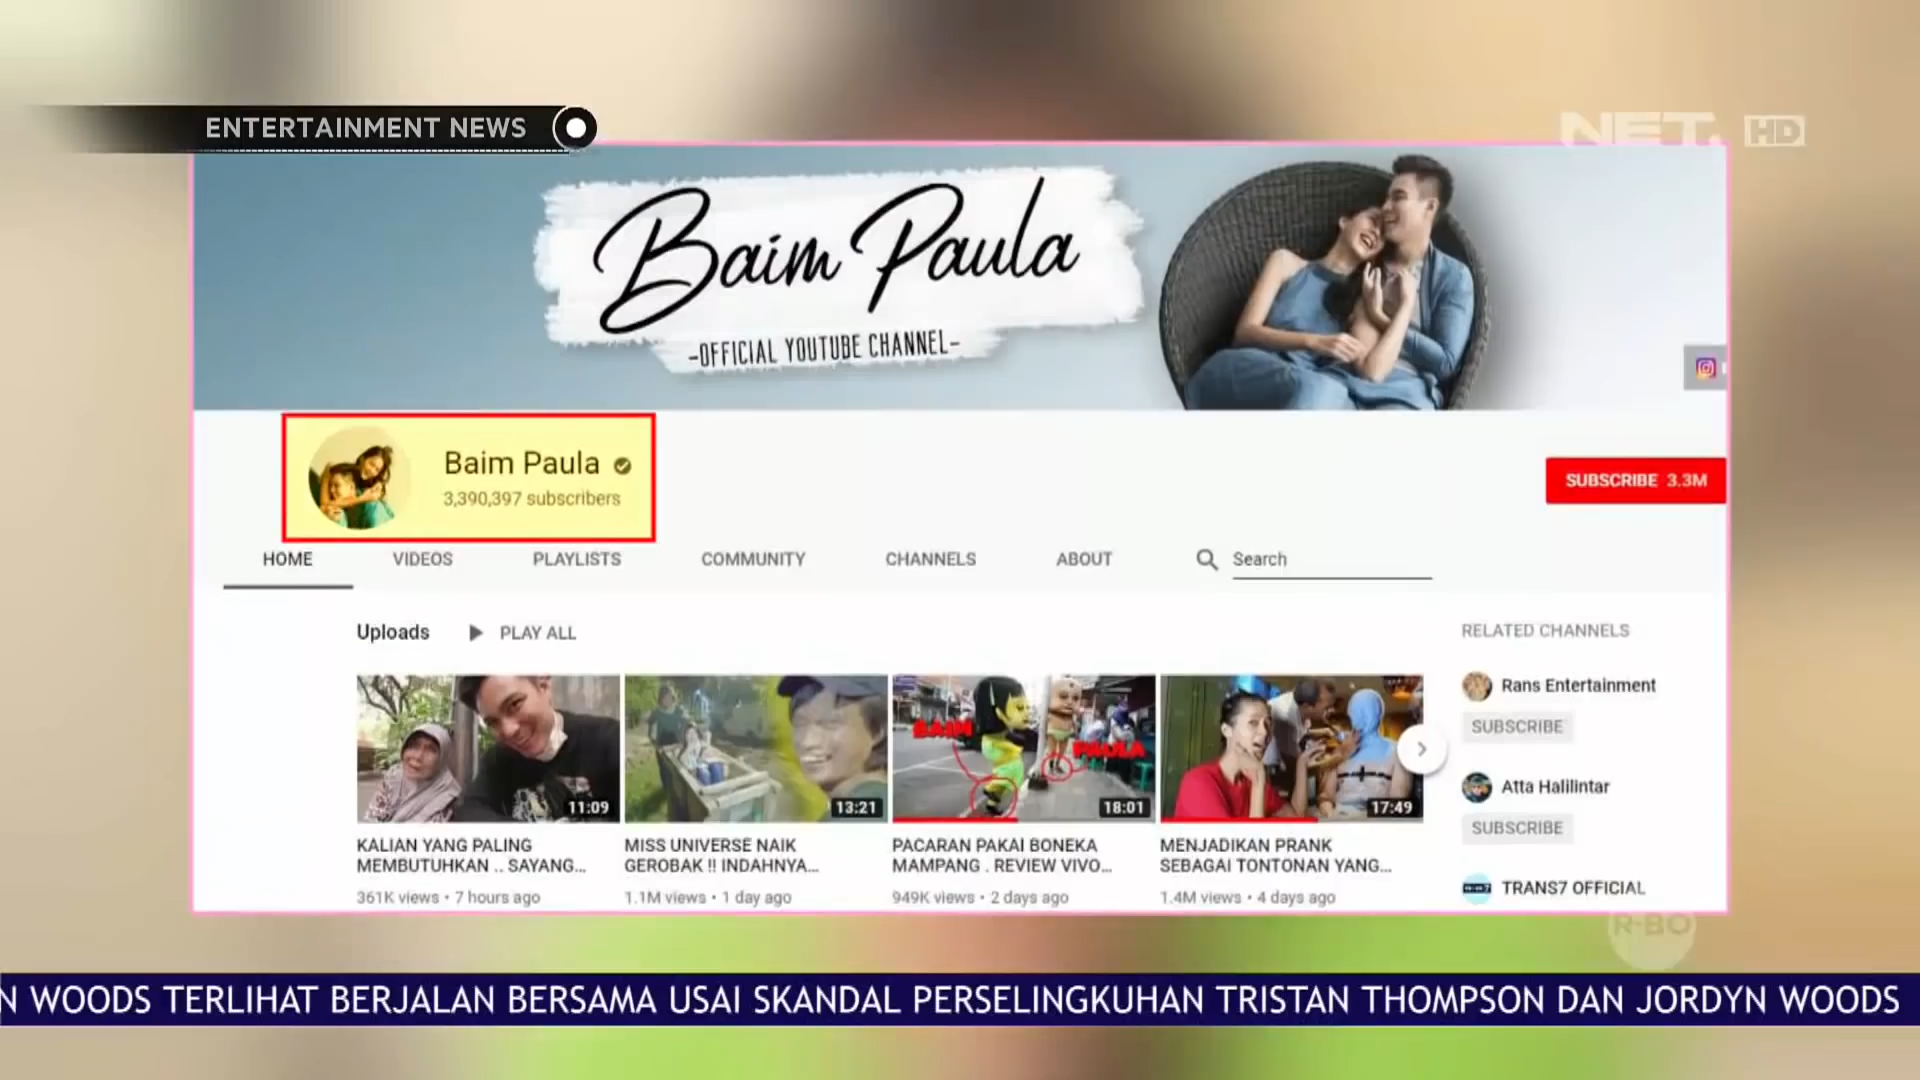 ENTERTAINMENT NEWS
NET. HD
Baim Paula
-OFFICIAL YOUTUBE CHANNEL-
Baim Paula
3,390,397 subscribers
SUBSCRIBE 3.3M
HOME VIDEOS PLAYLISTS COMMUNITY CHANNELS ABOUT Search
Uploads PLAY ALL
RELATED CHANNELS
Rans Entertainment
SUBSCRIBE
Atta Halilintar
SUBSCRIBE
TRANS7 OFFICIAL
BAIM
PAULA
11:09
13:21
18:01
17:49
KALIAN YANG PALING
MEMBUTUHKAN .. SAYANG...
361K views • 7 hours ago
MISS UNIVERSE NAIK
GEROBAK !! INDAHNYA...
1.1M views • 1 day ago
PACARAN PAKAI BONEKA
MAMPANG . REVIEW VIVO...
949K views • 2 days ago
MENJADIKAN PRANK
SEBAGAI TONTONAN YANG...
1.4M views • 4 days ago
R-BO
N WOODS TERLIHAT BERJALAN BERSAMA USAI SKANDAL PERSELINGKUHAN TRISTAN THOMPSON DAN JORDYN WOODS